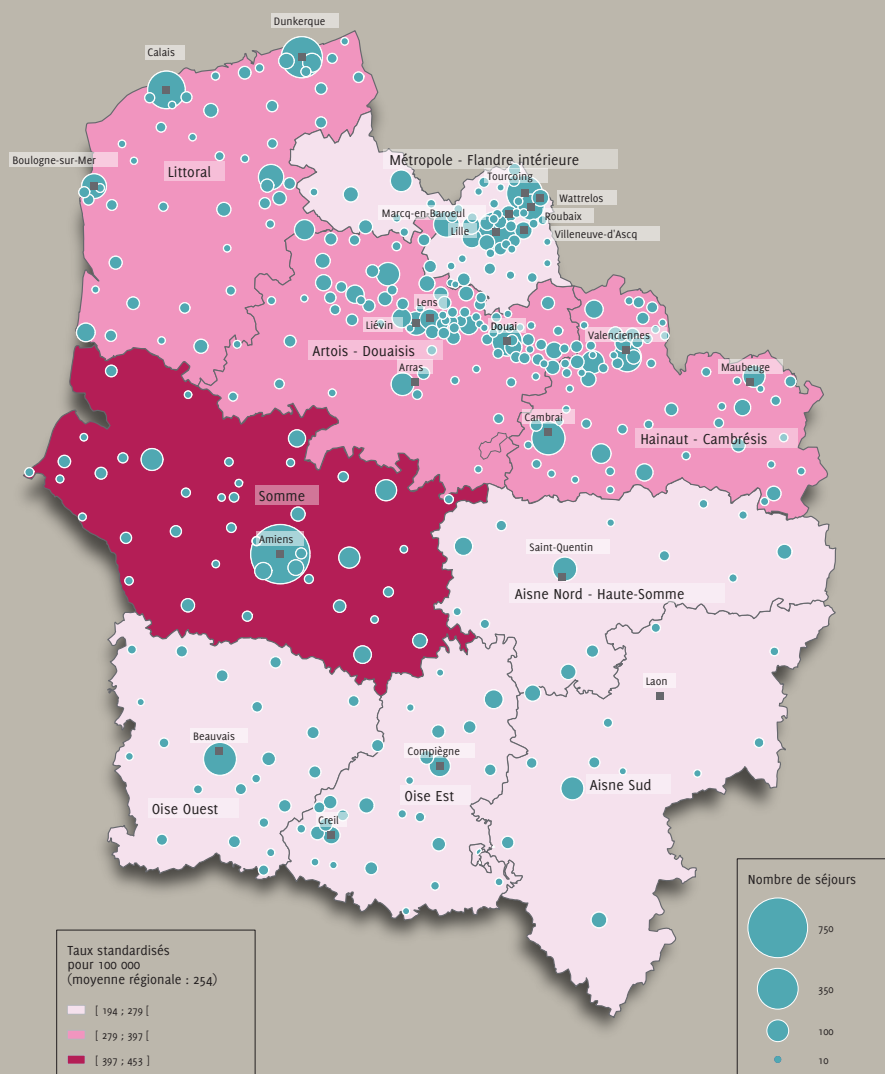 Dunkerque
Calais
Boulogne-sur-Mer
Littoral
Métropole - Flandre intérieure
Tourcoing
Wattrelos
Marcq-en-Baroeul
Roubaix
Lille
Villeneuve-d'Ascq
Lens
Liévin
Douai
Valenciennes
Artois - Douaisis
Arras
Maubeuge
Cambrai
Hainaut - Cambrésis
Somme
Amiens
Saint-Quentin
Aisne Nord - Haute-Somme
Laon
Beauvais
Compiègne
Aisne Sud
Oise Est
Oise Ouest
Creil
Nombre de séjours
750
350
100
10
Taux standardisés
pour 100 000
(moyenne régionale : 254)
[ 194 ; 279 [
[ 279 ; 397 [
[ 397 ; 453 ]